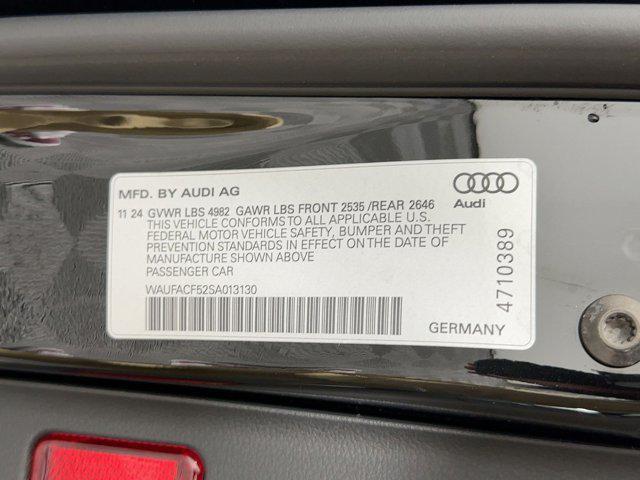 MFD. BY AUDI AG
Audi
11 24 GVWR LBS 4982 GAWR LBS FRONT 2535 /REAR 2646
THIS VEHICLE CONFORMS TO ALL APPLICABLE U.S.
FEDERAL MOTOR VEHICLE SAFETY, BUMPER AND THEFT
PREVENTION STANDARDS IN EFFECT ON THE DATE OF
MANUFACTURE SHOWN ABOVE
PASSENGER CAR
WAUFACF52SA013130
GERMANY
4710389